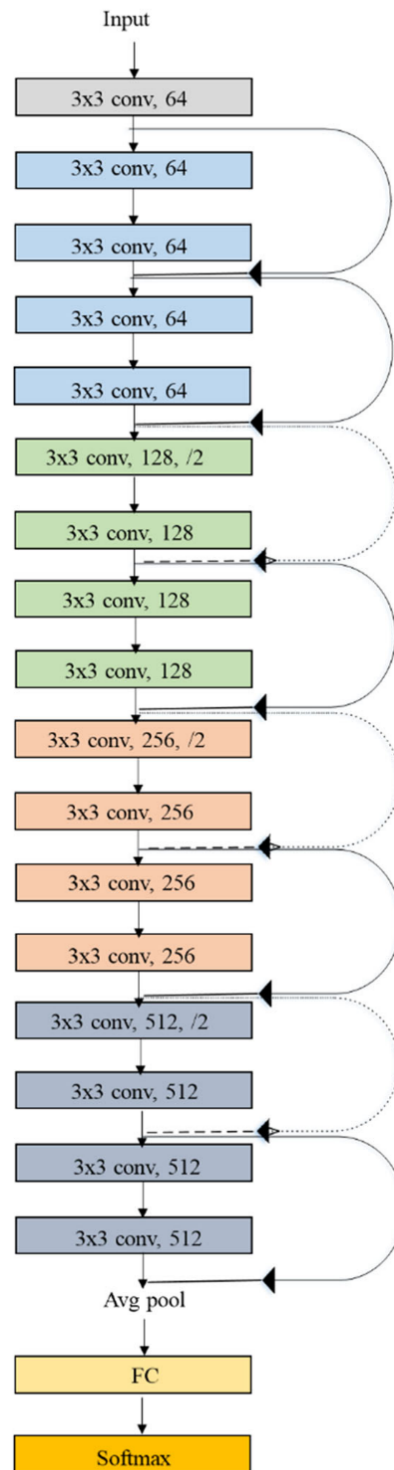 Input
3x3 conv, 64
3x3 conv, 64
3x3 conv, 64
3x3 conv, 64
3x3 conv, 64
3x3 conv, 128, /2
3x3 conv, 128
3x3 conv, 128
3x3 conv, 128
3x3 conv, 256, /2
3x3 conv, 256
3x3 conv, 256
3x3 conv, 256
3x3 conv, 512, /2
3x3 conv, 512
3x3 conv, 512
3x3 conv, 512
Avg pool
FC
Softmax